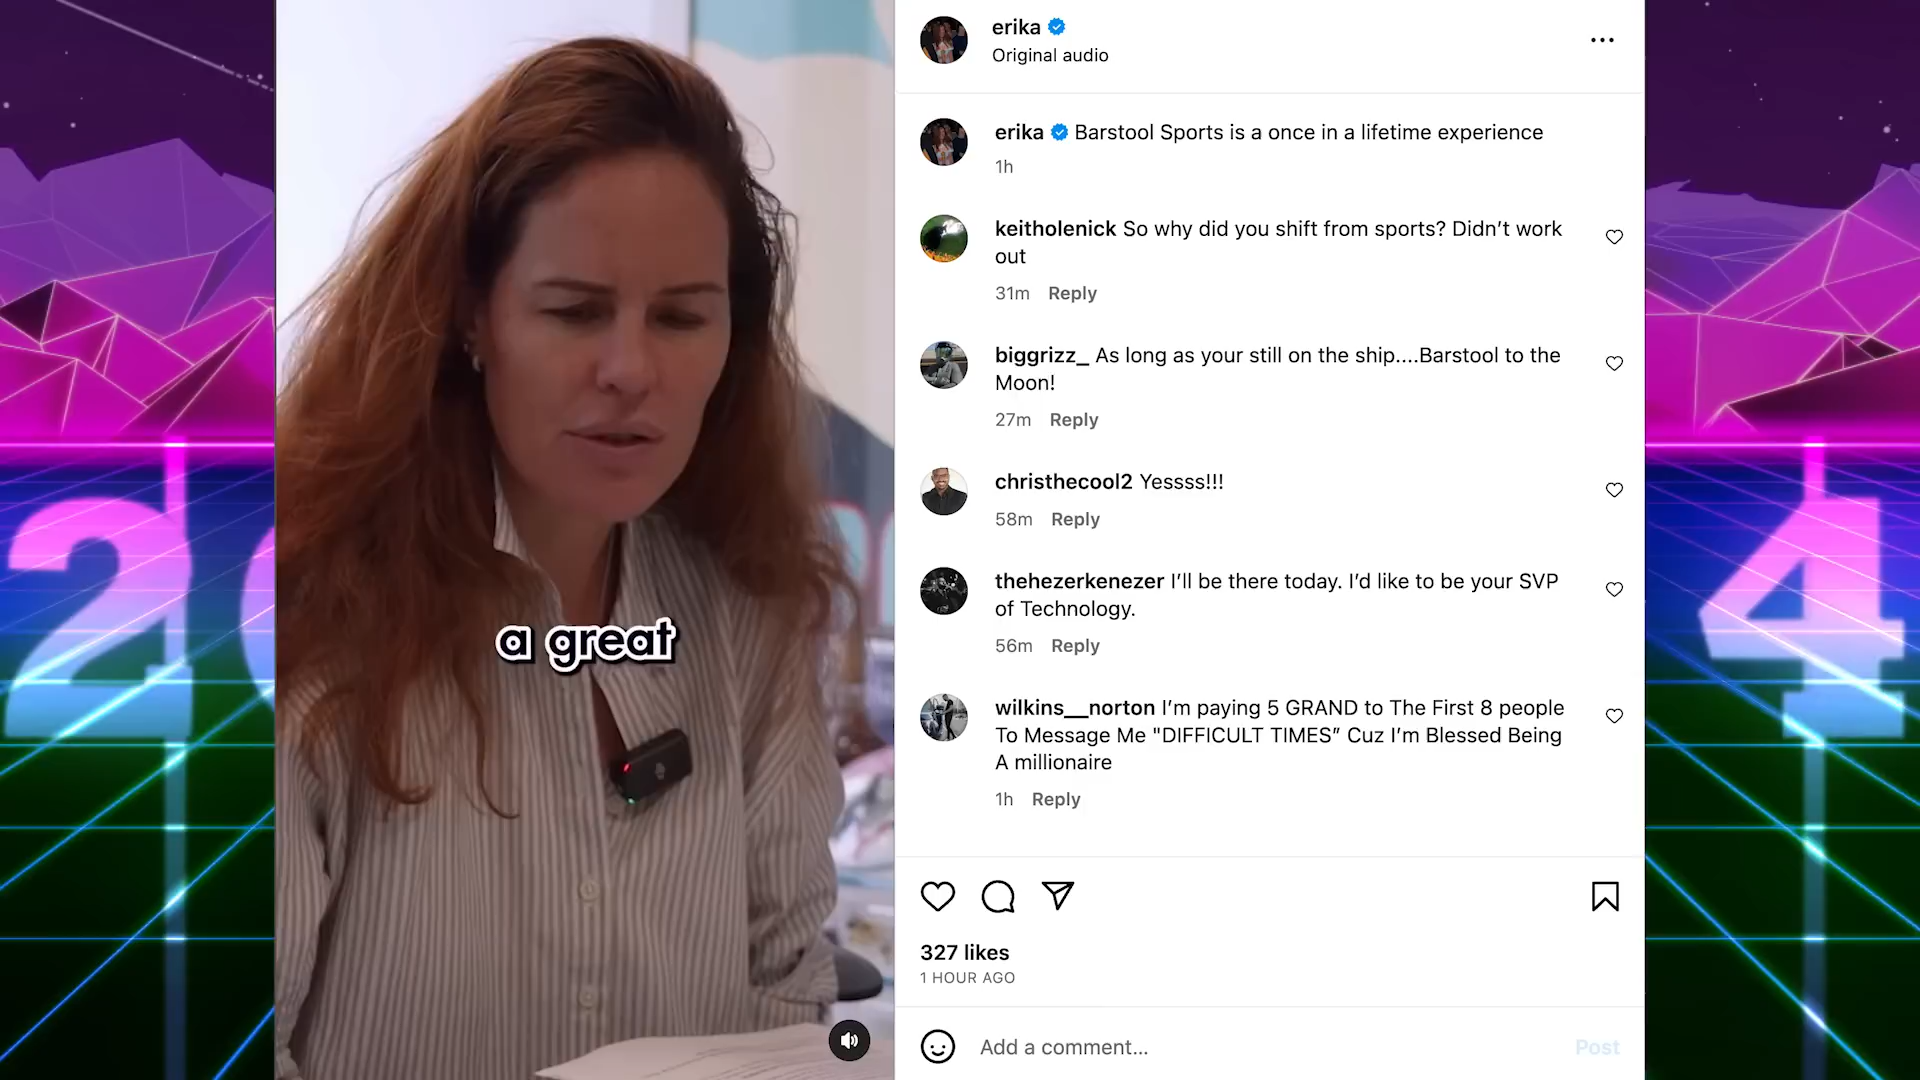 erika
Original audio
erika Barstool Sports is a once in a lifetime experience
1h
keitholenick So why did you shift from sports? Didn’t work
out
31m Reply
biggrizz_ As long as your still on the ship....Barstool to the
Moon!
27m Reply
christhecool2 Yessss!!!
58m Reply
thehezerkenezer I’ll be there today. I’d like to be your SVP
of Technology.
56m Reply
wilkins__norton I’m paying 5 GRAND to The First 8 people
To Message Me "DIFFICULT TIMES” Cuz I’m Blessed Being
A millionaire
1h Reply
327 likes
1 HOUR AGO
Add a comment...
Post
a great
2
4